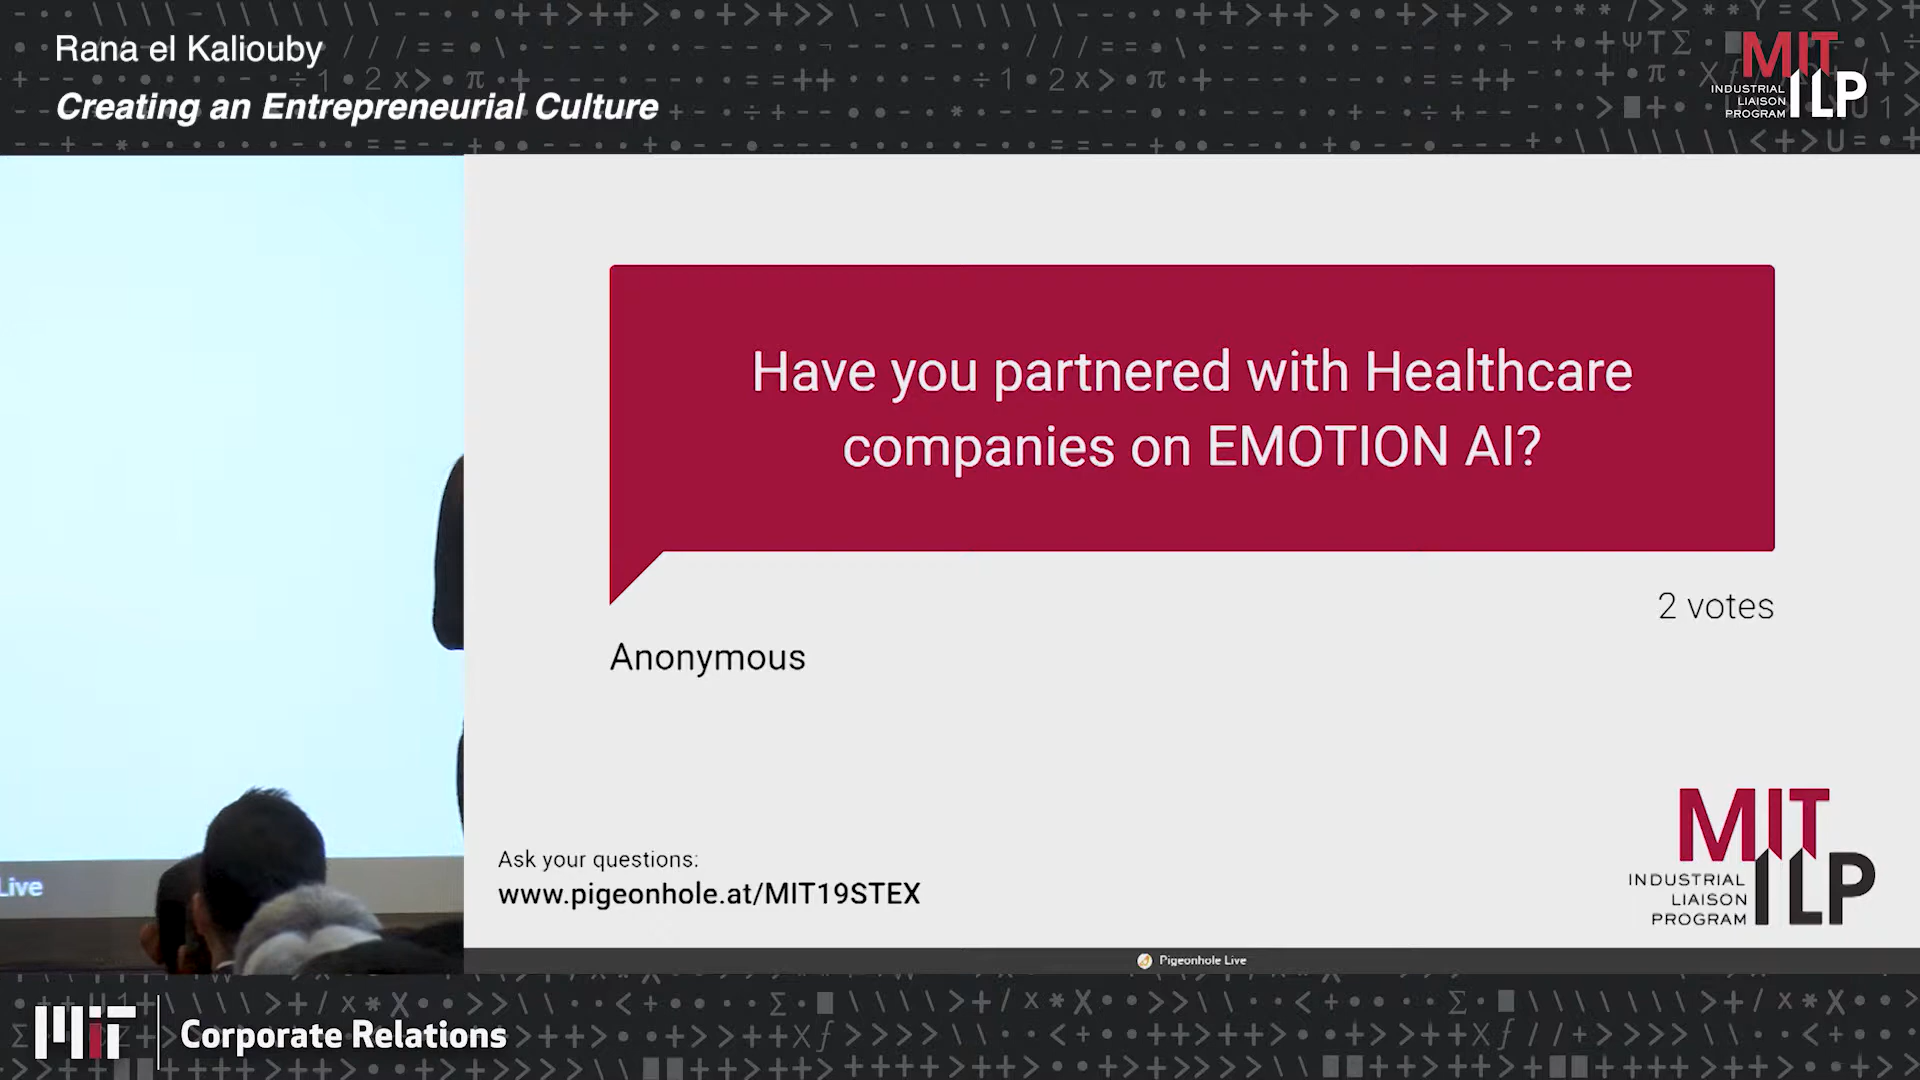 Rana el Kaliouby
Creating an Entrepreneurial Culture
MIT
INDUSTRIAL
LIAISON
PROGRAM
ILP
Have you partnered with Healthcare
companies on EMOTION AI?
2 votes
Anonymous
Ask your questions:
www.pigeonhole.at/MIT19STEX
MIT
INDUSTRIAL
LIAISON
PROGRAM
ILP
Live
Pigeonhole Live
MIT
Corporate Relations